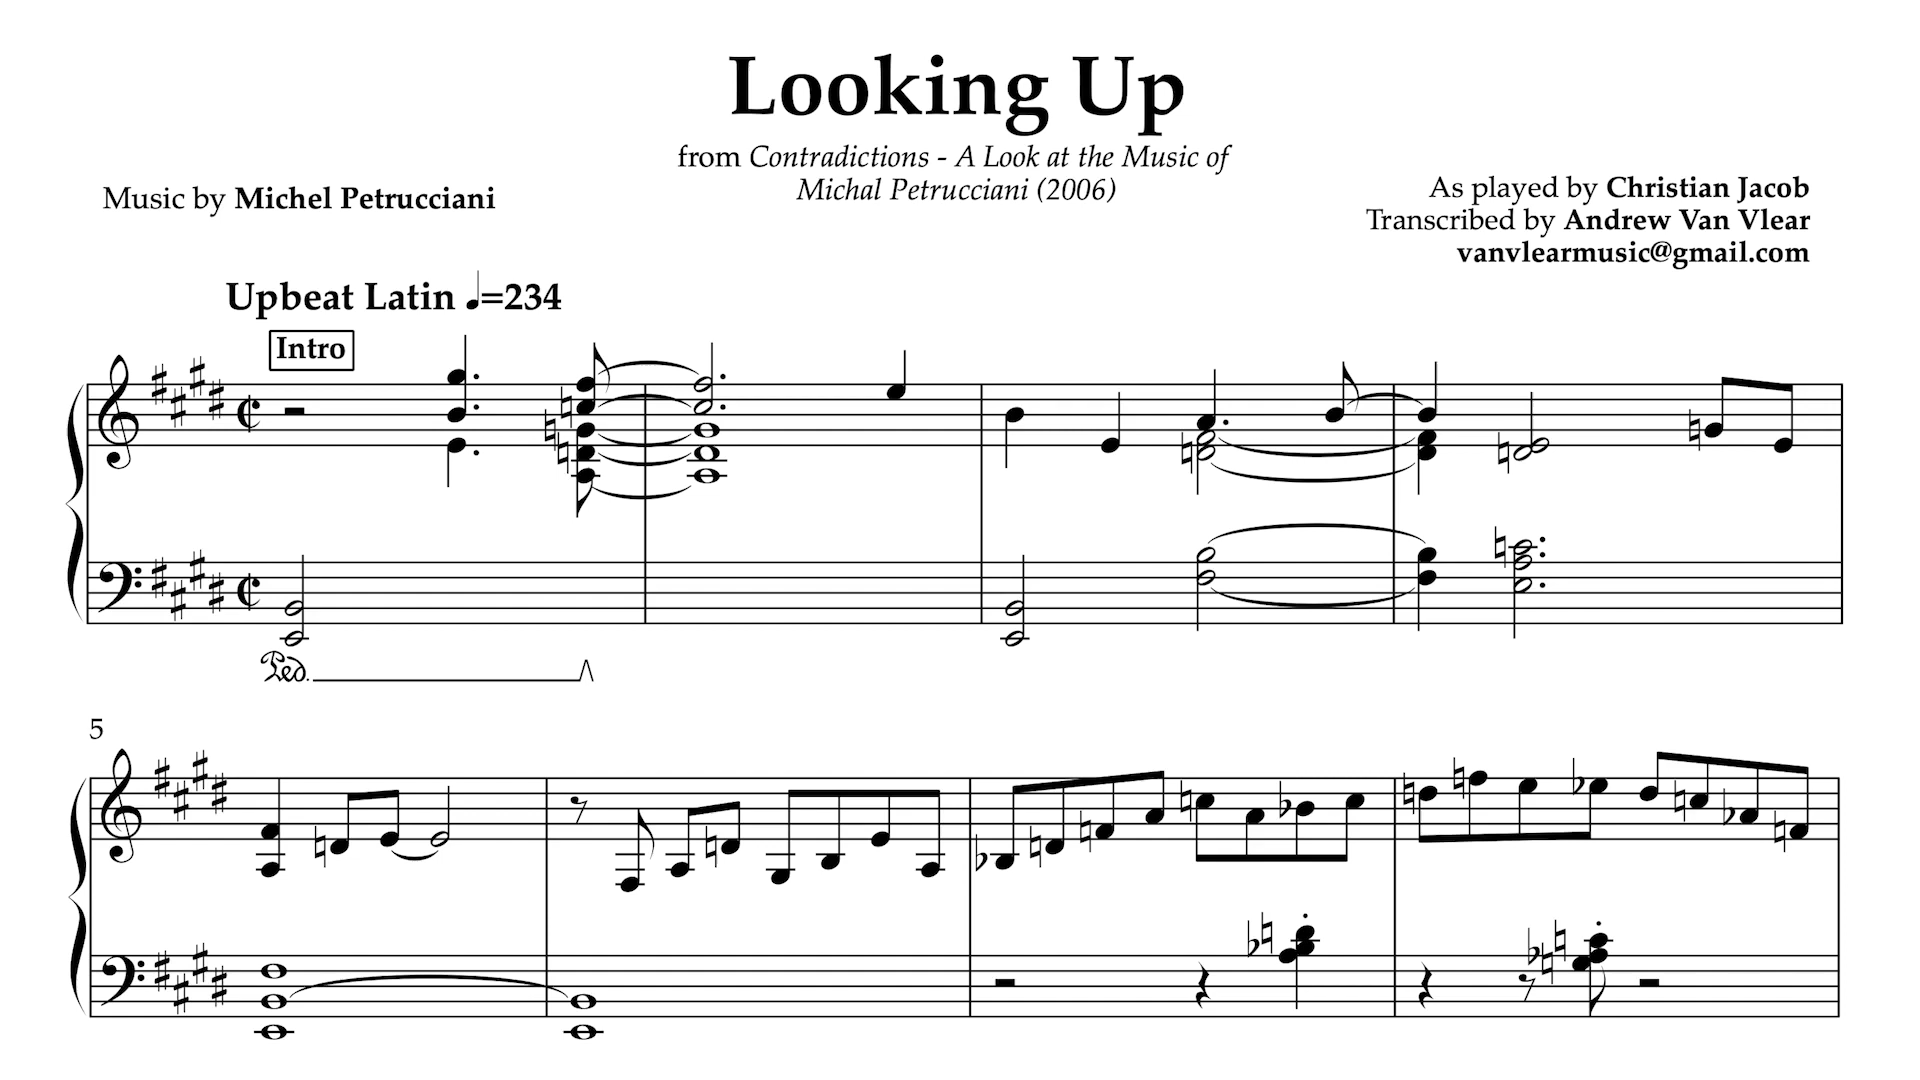 Looking Up
from Contradictions - A Look at the Music of
Michal Petrucciani (2006)
Music by Michel Petrucciani
As played by Christian Jacob
Transcribed by Andrew Van Vlear
vanvlearmusic@gmail.com
Upbeat Latin ♩=234
Intro
Ped.
5